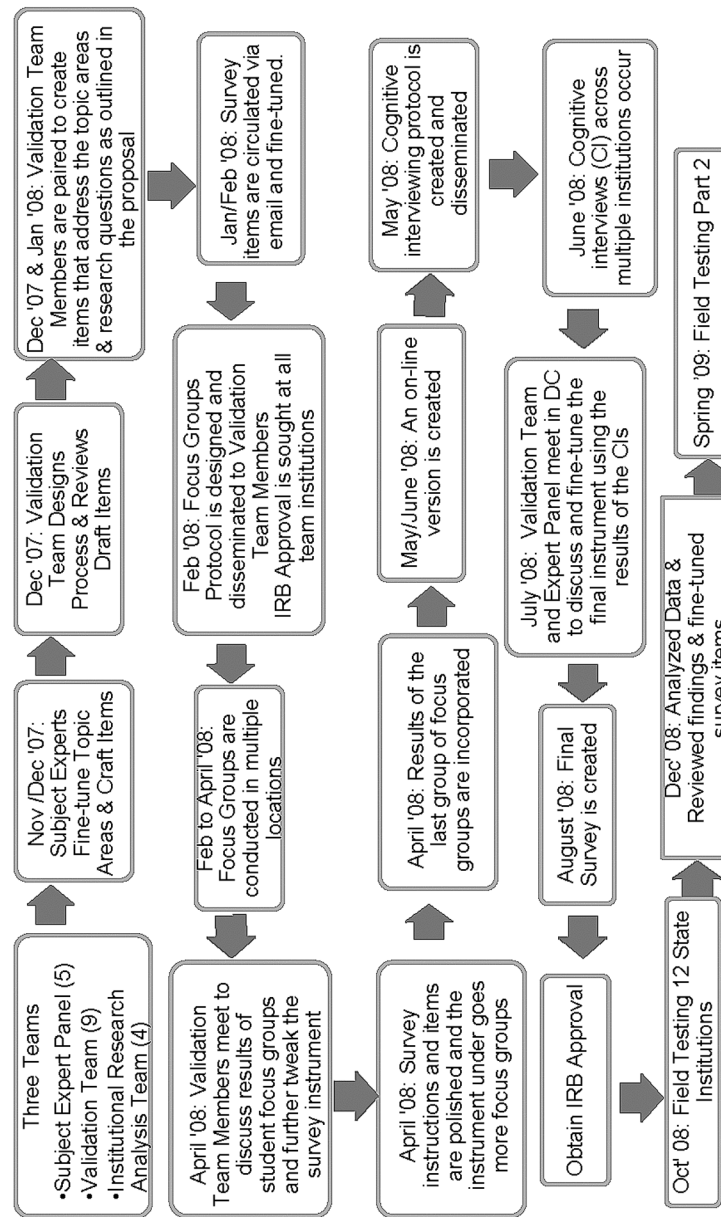 Three Teams
•Subject Expert Panel (5)
•Validation Team (9)
•Institutional Research
Analysis Team (4)
Nov /Dec '07:
Subject Experts
Fine-tune Topic
Areas & Craft Items
Dec '07: Validation
Team Designs
Process & Reviews
Draft Items
Dec '07 & Jan '08: Validation Team
Members are paired to create
items that address the topic areas
& research questions as outlined in
the proposal
Jan/Feb '08: Survey
items are circulated via
email and fine-tuned.
Feb '08: Focus Groups
Protocol is designed and
disseminated to Validation
Team Members
IRB Approval is sought at all
team institutions
Feb to April '08:
Focus Groups are
conducted in multiple
locations
April '08: Validation
Team Members meet to
discuss results of
student focus groups
and further tweak the
survey instrument
April '08: Survey
instructions and items
are polished and the
instrument under goes
more focus groups
April '08: Results of the
last group of focus
groups are incorporated
May/June '08: An on-line
version is created
May '08: Cognitive
interviewing protocol is
created and
disseminated
June '08: Cognitive
interviews (CI) across
multiple institutions occur
July '08: Validation Team
and Expert Panel meet in DC
to discuss and fine-tune the
final instrument using the
results of the CIs
August '08: Final
Survey is created
Obtain IRB Approval
Oct' 08: Field Testing 12 State
Institutions
Dec' 08: Analyzed Data &
Reviewed findings & fine-tuned
survey items
Spring '09: Field Testing Part 2